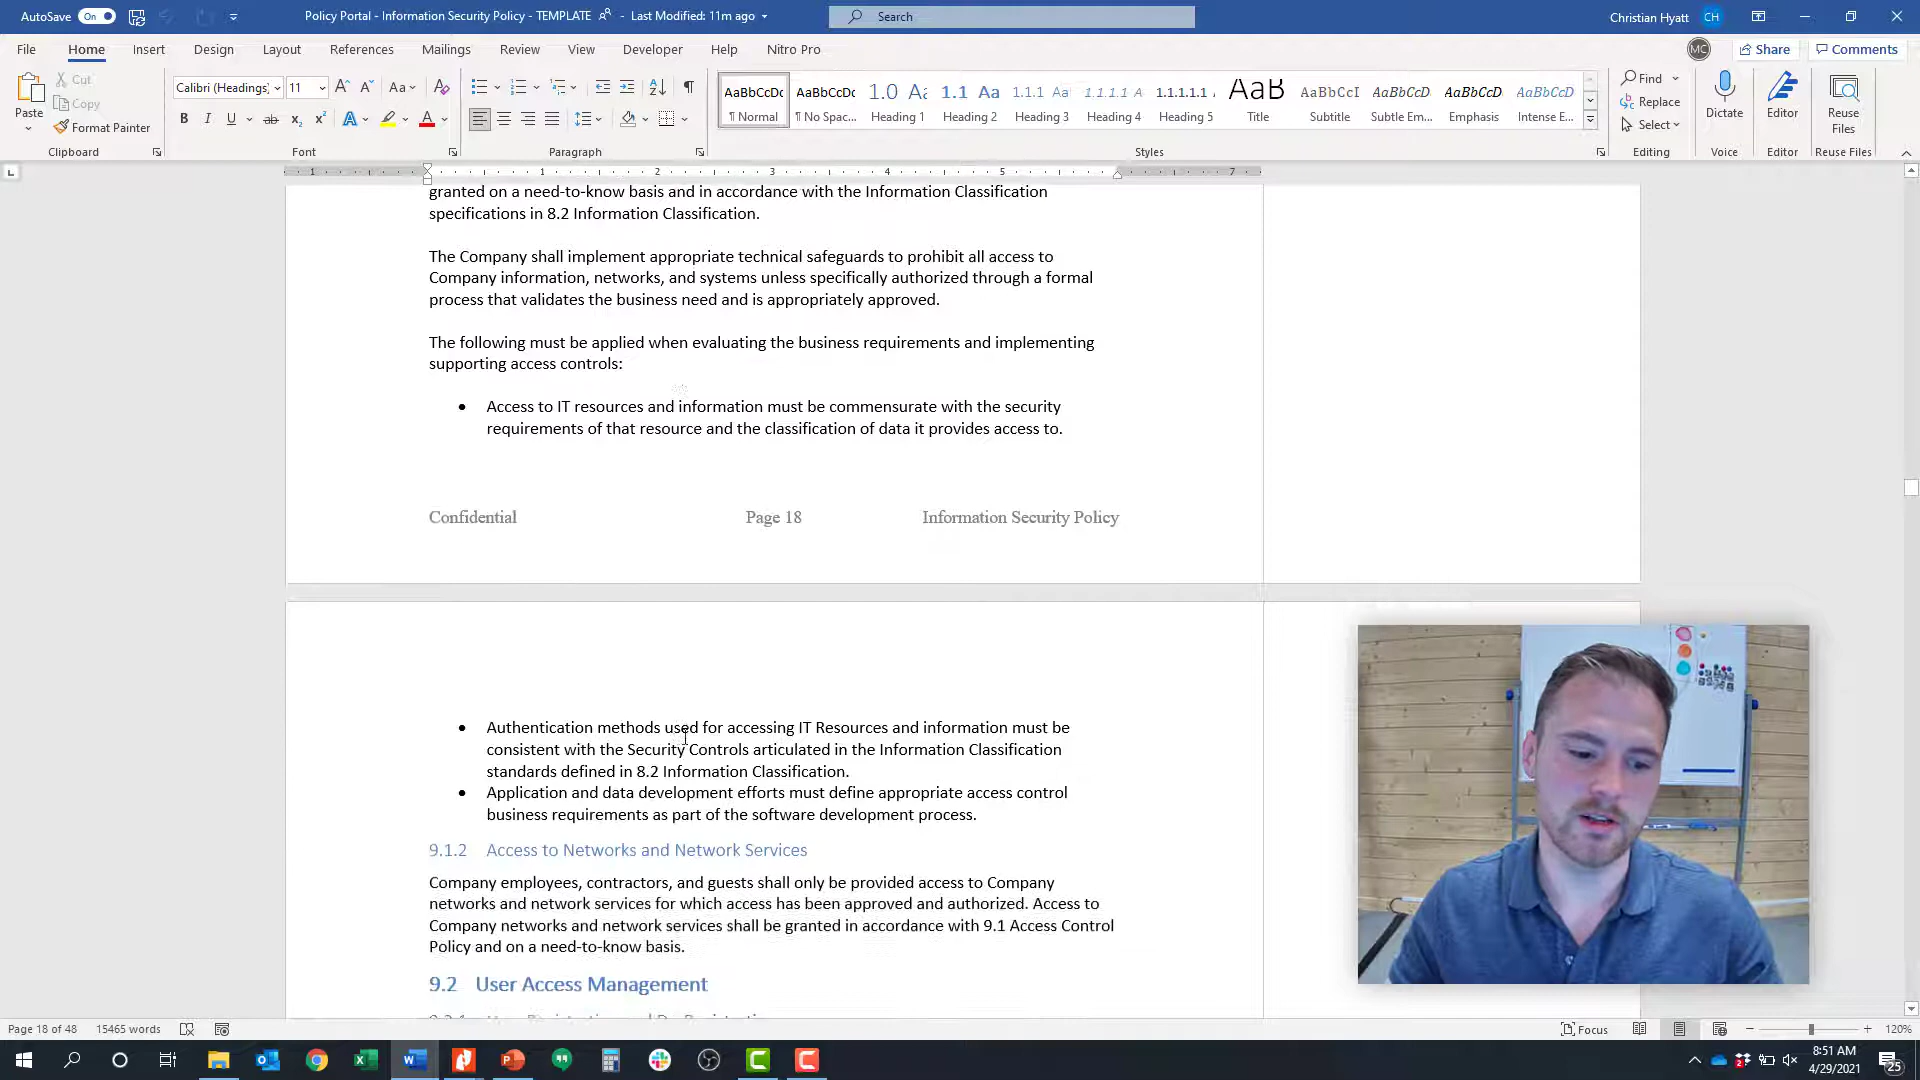 AutoSave On
Policy Portal - Information Security Policy - TEMPLATE - Last Modified: 11m ago
Search
Christian Hyatt CH
File Home Insert Design Layout References Mailings Review View Developer Help Nitro Pro
MC Share Comments
Paste
Cut
Copy
Format Painter
Clipboard
Calibri (Headings) 11
Font
Paragraph
AaBbCcDc AaBbCcDc 1.0 Aa 1.1 Aa 1.1.1 Aa 1.1.1.1 A 1.1.1.1.1 AaB AaBbCcI AaBbCcD AaBbCcD AaBbCcD
¶ Normal ¶ No Spac... Heading 1 Heading 2 Heading 3 Heading 4 Heading 5 Title Subtitle Subtle Em... Emphasis Intense E...
Styles
Find
Replace
Select
Editing
Dictate
Voice
Editor
Editor
Reuse Files
Reuse Files
1 1 2 3 4 5 7
granted on a need-to-know basis and in accordance with the Information Classification
specifications in 8.2 Information Classification.
The Company shall implement appropriate technical safeguards to prohibit all access to
Company information, networks, and systems unless specifically authorized through a formal
process that validates the business need and is appropriately approved.
The following must be applied when evaluating the business requirements and implementing
supporting access controls:
• Access to IT resources and information must be commensurate with the security
requirements of that resource and the classification of data it provides access to.
Confidential Page 18 Information Security Policy
• Authentication methods used for accessing IT Resources and information must be
consistent with the Security Controls articulated in the Information Classification
standards defined in 8.2 Information Classification.
• Application and data development efforts must define appropriate access control
business requirements as part of the software development process.
9.1.2 Access to Networks and Network Services
Company employees, contractors, and guests shall only be provided access to Company
networks and network services for which access has been approved and authorized. Access to
Company networks and network services shall be granted in accordance with 9.1 Access Control
Policy and on a need-to-know basis.
9.2 User Access Management
Page 18 of 48 15465 words
Focus
120%
8:51 AM
4/29/2021
25